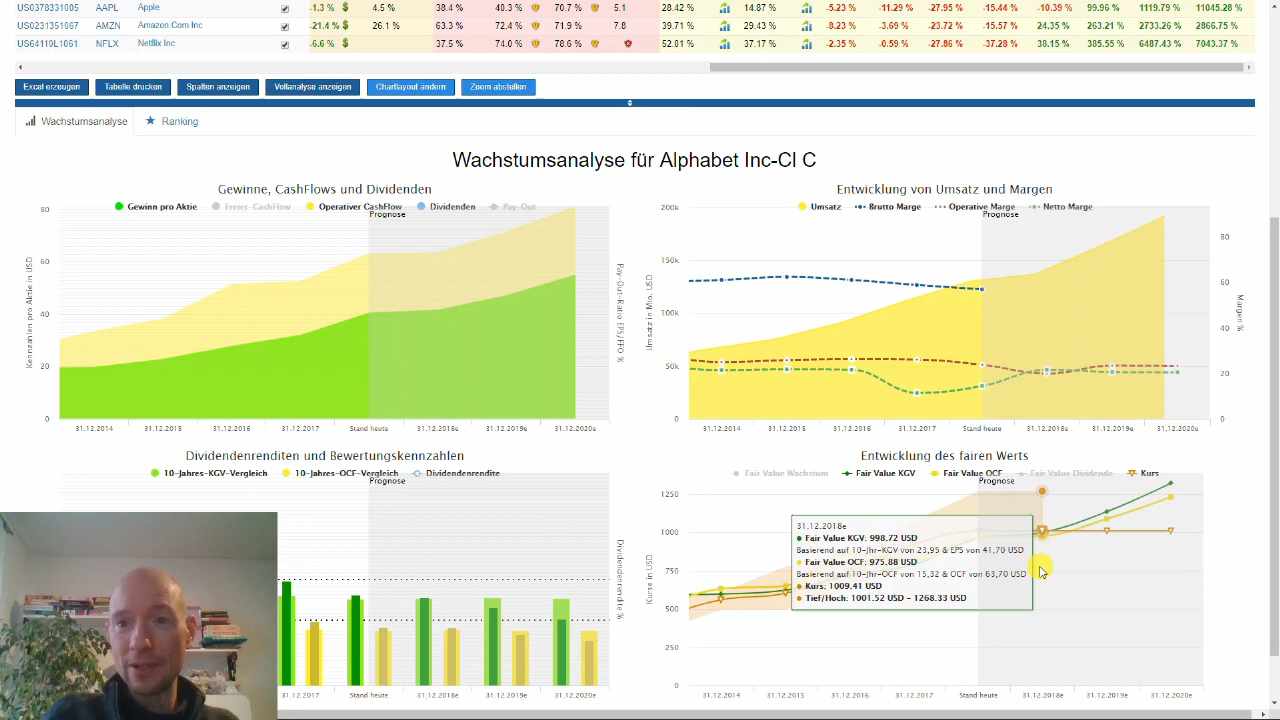 US0378331005 AAPL Apple -1.3 % $ 4.5 % 38.4 % 40.3 % 70.7 % 5.1 28.42 % 14.87 % -5.23 % -11.29 % -27.95 % -15.44 % -10.19 % 99.96 % 1119.79 % 11045.28 %
US0231351067 AMZN Amazon.Com Inc -21.4 % $ 26.1 % 63.3 % 72.4 % 71.9 % 7.8 39.71 % 29.43 % -8.23 % -15.40 % -15.57 % 24.35 % 263.21 % 2733.26 % 2866.75 %
US64110L1061 NFLX Netflix Inc -6.6 % $ 37.5 % 74.0 % 78.6 % 52.01 % 37.17 % -2.35 % -0.59 % -27.86 % -37.28 % 38.15 % 385.55 % 6487.43 % 7043.37 %
Excel erzeugen Tabelle drucken Spalten anzeigen Vollanalyse anzeigen Chartlayout ändern Zoom abstellen
Wachstumsanalyse Ranking
Wachstumsanalyse für Alphabet Inc-Cl C
Gewinne, CashFlows und Dividenden
Gewinn pro Aktie Freier CashFlow Operativer CashFlow Dividenden Pay-Out
Prognose
80
60
40
20
0
Kennzahlen pro Aktie in USD
Pay-Out-Ratio EPS/FFO %
31.12.2014 31.12.2015 31.12.2016 31.12.2017 Stand heute 31.12.2018e 31.12.2019e 31.12.2020e
Entwicklung von Umsatz und Margen
Umsatz Brutto Marge Operative Marge Netto Marge
Prognose
200k
150k
100k
50k
0
Umsatz in Mio. USD
80
60
40
20
0
Margen %
31.12.2014 31.12.2015 31.12.2016 31.12.2017 Stand heute 31.12.2018e 31.12.2019e 31.12.2020e
Dividendenrenditen und Bewertungskennzahlen
10-Jahres-KGV-Vergleich 10-Jahres-OCF-Vergleich Dividendenrendite
Prognose
Dividendenrendite %
31.12.2017 Stand heute 31.12.2018e 31.12.2019e 31.12.2020e
Entwicklung des fairen Werts
Fair Value Wachstum Fair Value KGV Fair Value OCF Fair Value Dividende Kurs
Prognose
1250
1000
750
500
250
0
Kurse in USD
31.12.2018e
Fair Value KGV: 998.72 USD
Basierend auf 10-Jhr-KGV von 23,95 & EPS von 41,70 USD
Fair Value OCF: 975.88 USD
Basierend auf 10-Jhr-OCF von 15,32 & OCF von 63,70 USD
Kurs: 1009.41 USD
Tief/Hoch: 1001.52 USD - 1268.33 USD
31.12.2014 31.12.2015 31.12.2016 31.12.2017 Stand heute 31.12.2018e 31.12.2019e 31.12.2020e